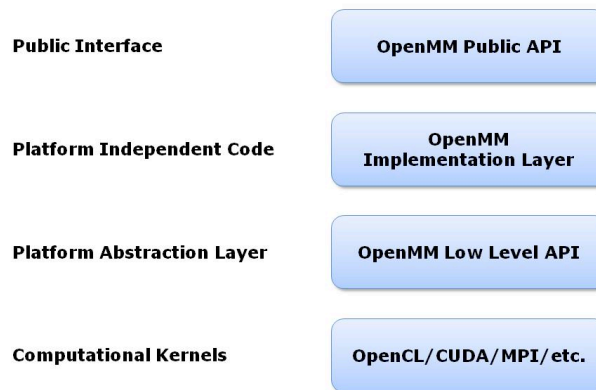 Public Interface
OpenMM Public API
Platform Independent Code
OpenMM
Implementation Layer
Platform Abstraction Layer
OpenMM Low Level API
Computational Kernels
OpenCL/CUDA/MPI/etc.